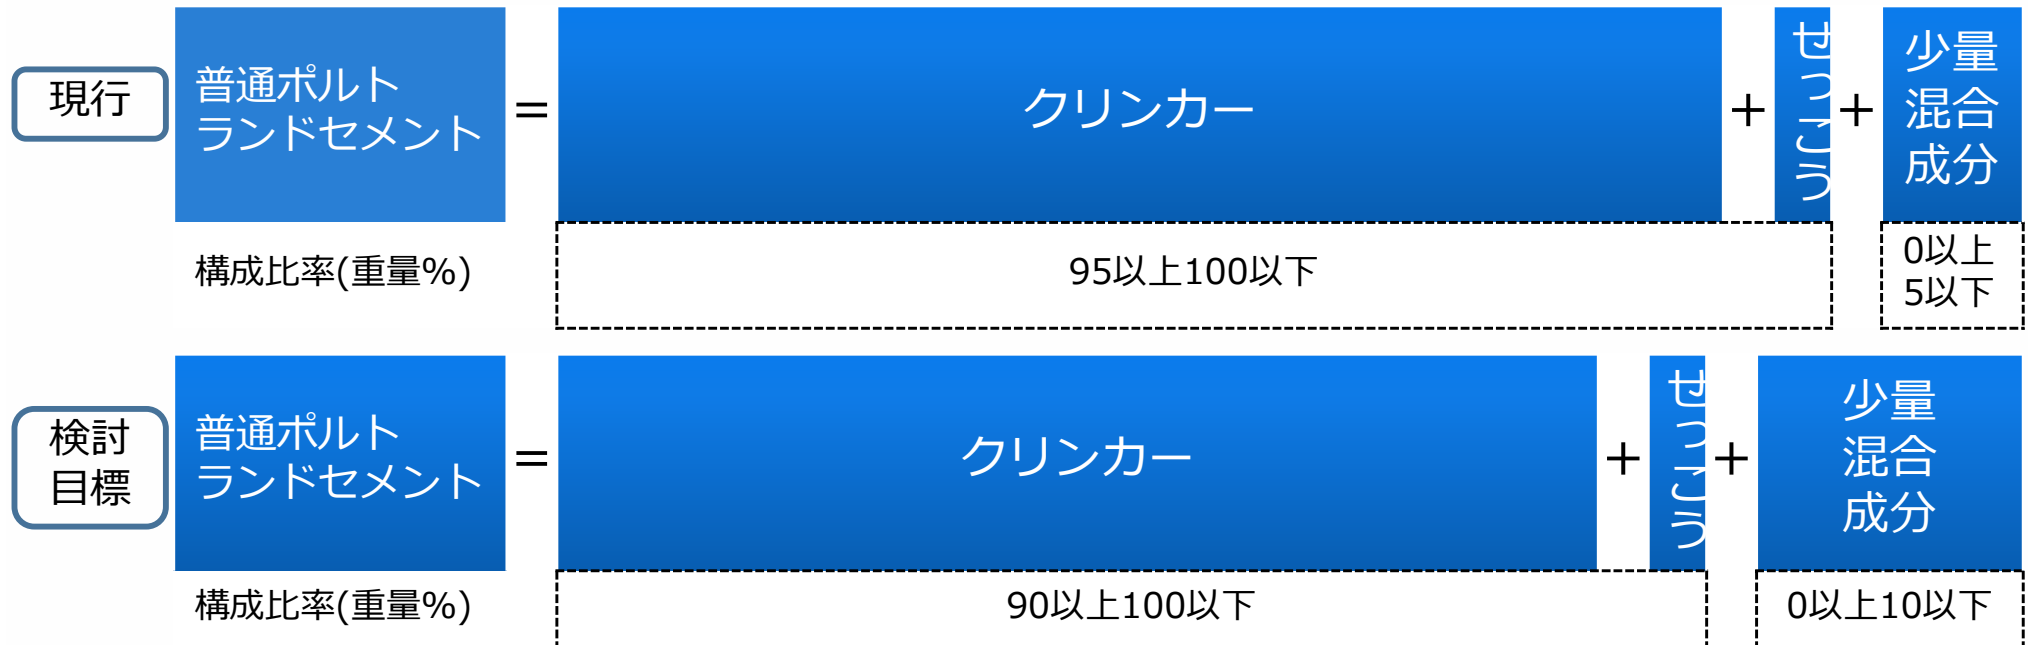 現行
普通ポルト
ランドセメント
=
クリンカー
+
せっこう
+
少量
混合
成分
構成比率(重量%)
95以上100以下
0以上
5以下
検討
目標
普通ポルト
ランドセメント
=
クリンカー
+
せっこう
+
少量
混合
成分
構成比率(重量%)
90以上100以下
0以上10以下